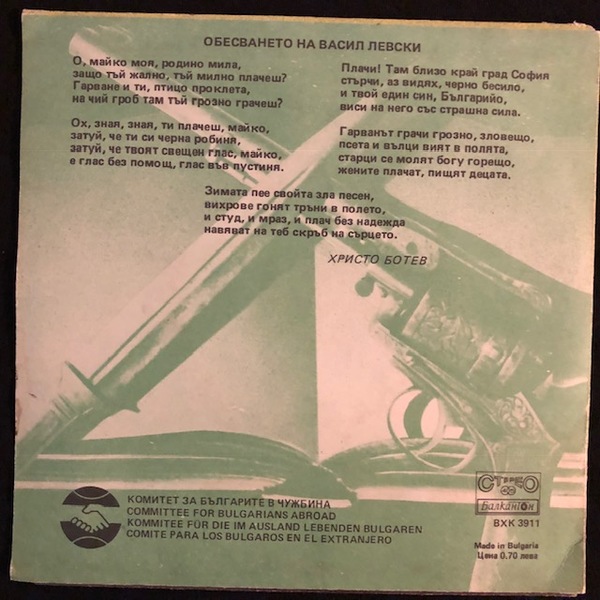 ОБЕСВАНЕТО НА ВАСИЛ ЛЕВСКИ
О, майко моя, родино мила,
защо тъй жално, тъй милно плачеш?
Гарване и ти, птицо проклета,
на чий гроб там тъй грозно грачеш?
Ох, зная, зная, ти плачеш, майко,
затуй, че ти си черна робиня,
затуй, че твоят свещен глас, майко,
е глас без помощ, глас във пустиня.
Плачи! Там близо край град София
стърчи, аз видях, черно бесило,
и твой един син, Българийо,
виси на него със страшна сила.
Гарванът грачи грозно, зловещо,
псета и вълци вият в полята,
старци се молят богу горещо,
жените плачат, пищят децата.
Зимата пее свойта зла песен,
вихрове гонят тръни в полето,
и студ, и мраз, и плач без надежда
навяват на теб скръб на сърцето.
ХРИСТО БОТЕВ
КОМИТЕТ ЗА БЪЛГАРИТЕ В ЧУЖБИНА
COMMITTEE FOR BULGARIANS ABROAD
KOMMITEE FÜR DIE IM AUSLAND LEBENDEN BULGAREN
COMITE PARA LOS BULGAROS EN EL EXTRANJERO
СТЕРЕО
Балкантон
ВХК 3911
Made in Bulgaria
Цена 0.70 лева